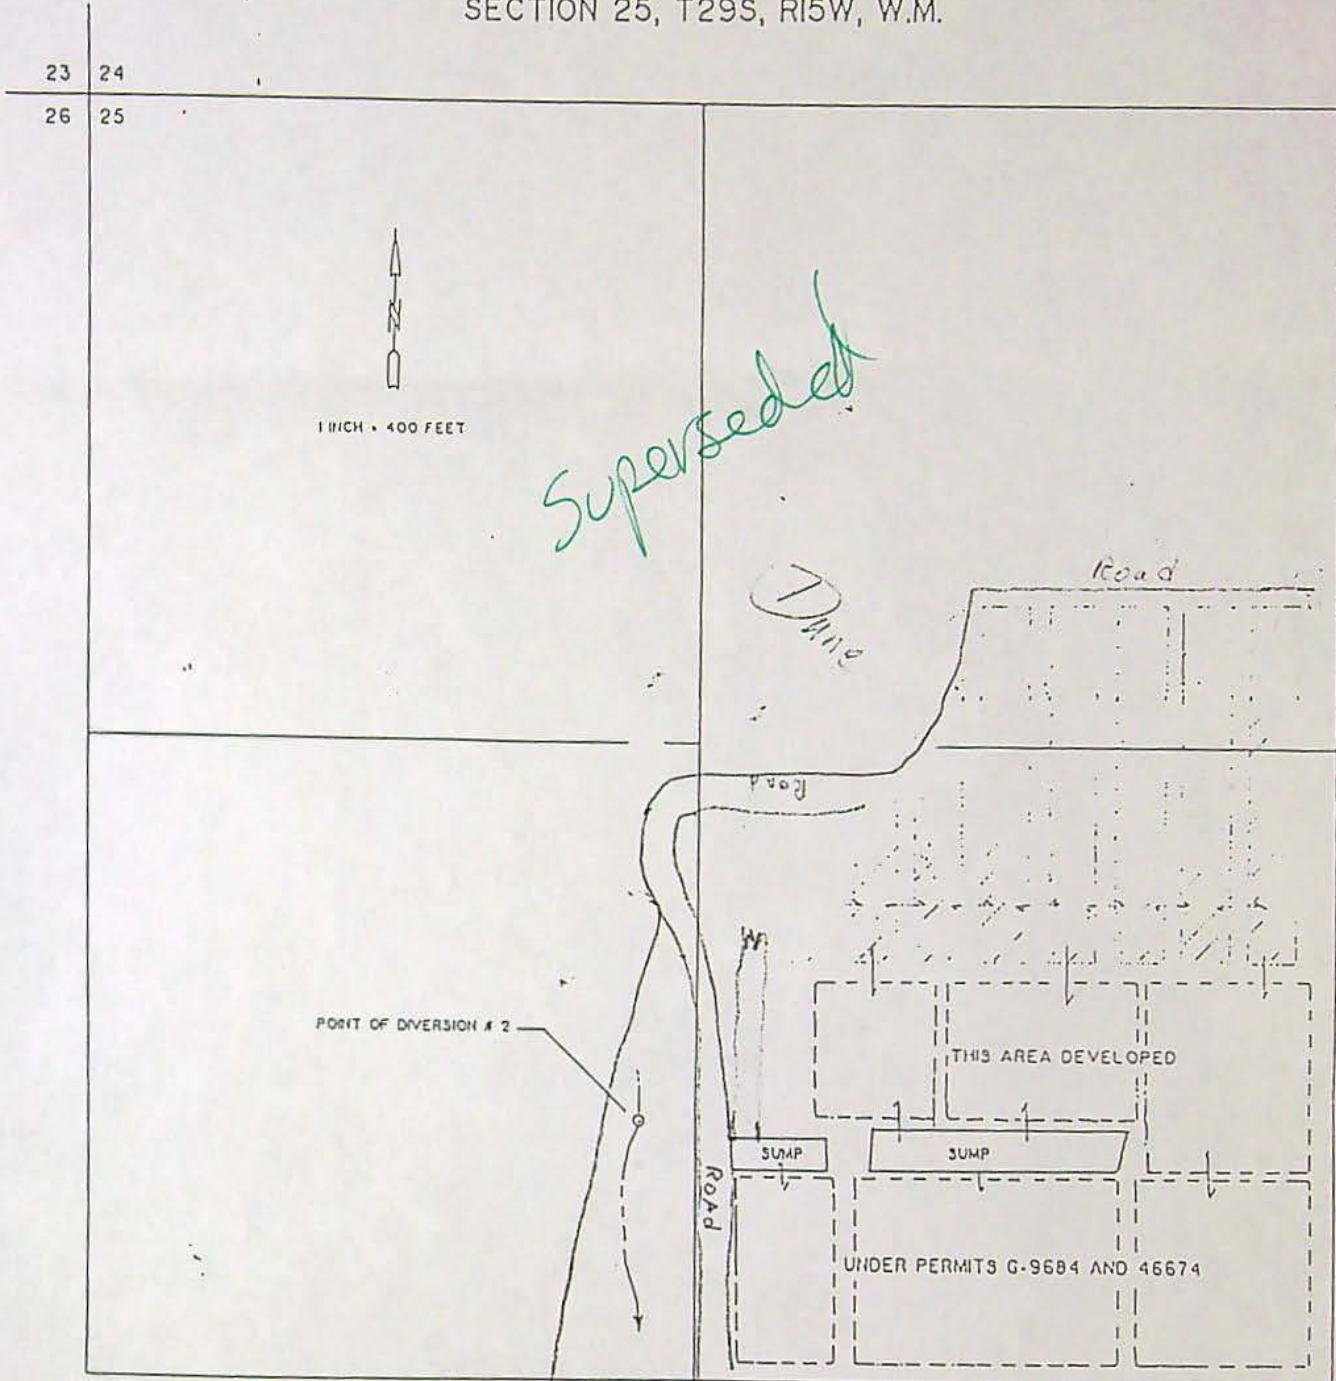 SECTION 25, T29S, R15W, W.M.
23 24
26 25
1 INCH = 400 FEET
Superseded
Road
Road
POINT OF DIVERSION # 2
THIS AREA DEVELOPED
SUMP
SUMP
Road
UNDER PERMITS G-9684 AND 46674